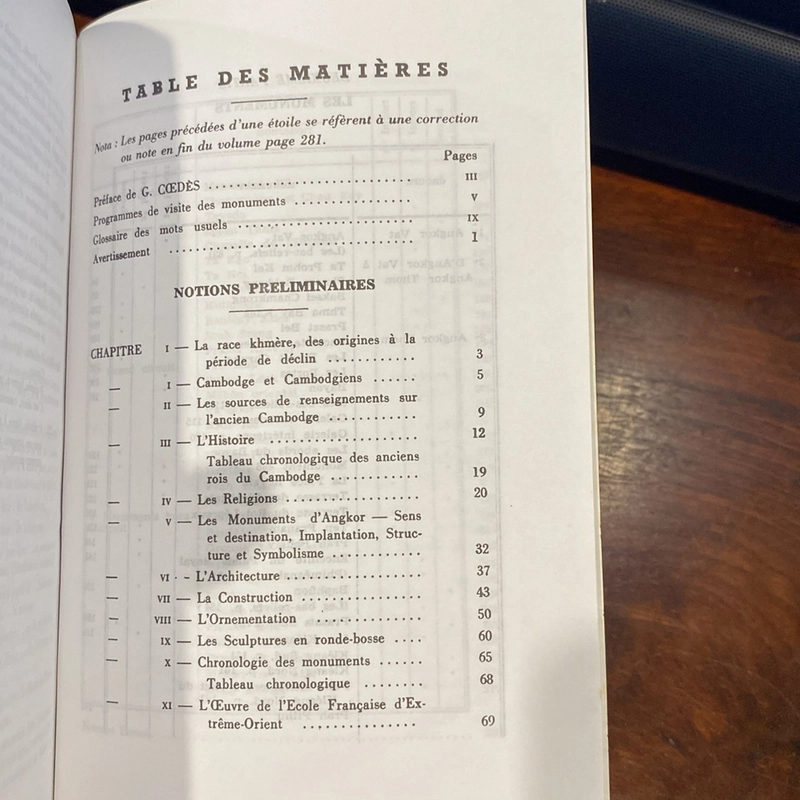 TABLE DES MATIÈRES
Nota : Les pages précédées d'une étoile se réfèrent à une correction
ou note en fin du volume page 281.
Pages
Préface de G. CŒDÈS .......................... III
Programmes de visite des monuments ............... V
Glossaire des mots usuels ...................... IX
Avertissement ............................... 1
NOTIONS PRELIMINAIRES
CHAPITRE I — La race khmère, des origines à la
période de déclin ............ 3
— I — Cambodge et Cambodgiens ...... 5
— II — Les sources de renseignements sur
l'ancien Cambodge ............ 9
— III — L'Histoire .................... 12
Tableau chronologique des anciens
rois du Cambodge ............ 19
— IV — Les Religions .................. 20
— V — Les Monuments d'Angkor — Sens
et destination, Implantation, Struc-
ture et Symbolisme ............ 32
— VI - - L'Architecture .................. 37
— VII — La Construction ................ 43
— VIII — L'Ornementation .............. 50
— IX — Les Sculptures en ronde-bosse .... 60
— X — Chronologie des monuments ...... 65
Tableau chronologique ........ 68
— XI — L'Œuvre de l'Ecole Française d'Ex-
trême-Orient ............... 69